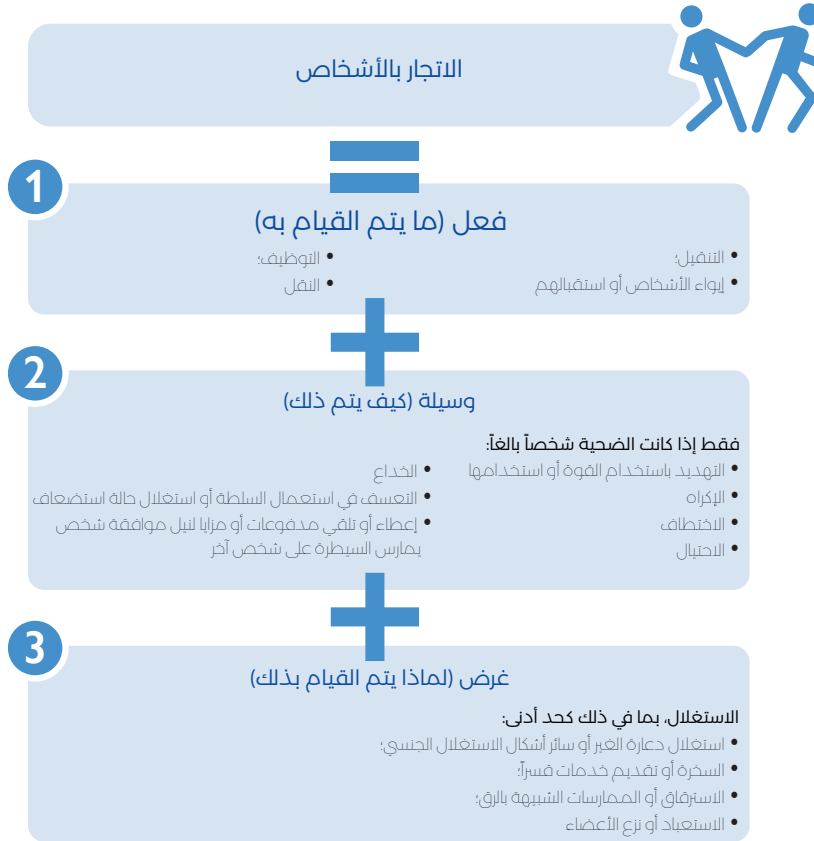 الاتجار بالأشخاص
1
فعل (ما يتم القيام به)
• التنقيل؛
• إيواء الأشخاص أو استقبالهم
• التوظيف؛
• النقل
2
وسيلة (كيف يتم ذلك)
فقط إذا كانت الضحية شخصاً بالغاً:
• التهديد باستخدام القوة أو استخدامها
• الإكراه
• الاختطاف
• الاحتيال
• الخداع
• التعسف في استعمال السلطة أو استغلال حالة استضعاف
• إعطاء أو تلقي مدفوعات أو مزايا لنيل موافقة شخص
يمارس السيطرة على شخص آخر
3
غرض (لماذا يتم القيام بذلك)
الاستغلال، بما في ذلك كحد أدنى:
• استغلال دعارة الغير أو سائر أشكال الاستغلال الجنسي؛
• السخرة أو تقديم خدمات قسراً؛
• الاسترقاق أو الممارسات الشبيهة بالرق؛
• الاستعباد أو نزع الأعضاء